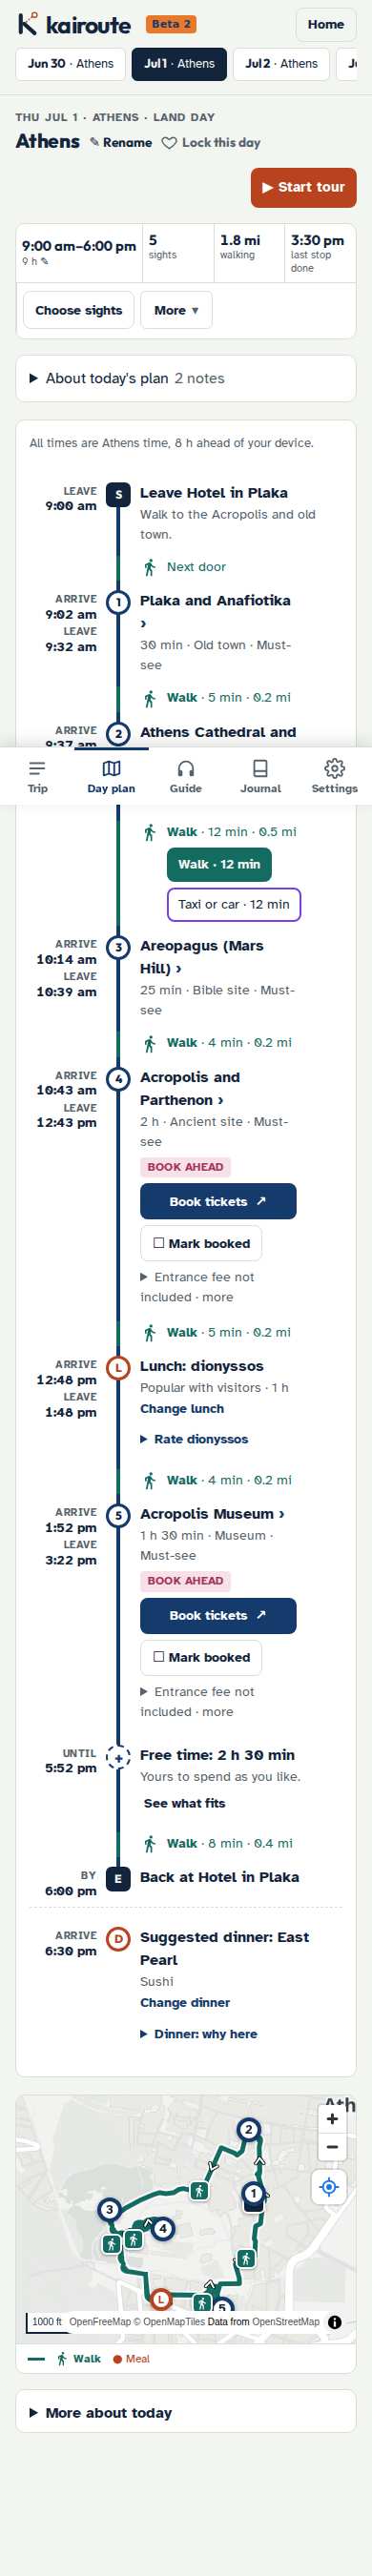 kairoute Beta 2 Home
Jun 30 · Athens Jul 1 · Athens Jul 2 · Athens
THU JUL 1 · ATHENS · LAND DAY
Athens ✎ Rename ♡ Lock this day
▶ Start tour
9:00 am–6:00 pm 5 1.8 mi 3:30 pm
9 h ✎ sights walking last stop
done
Choose sights More ▾
▶ About today's plan 2 notes
All times are Athens time, 8 h ahead of your device.
LEAVE S Leave Hotel in Plaka
9:00 am Walk to the Acropolis and old
town.
Next door
ARRIVE 1 Plaka and Anafiotika
9:02 am ›
LEAVE 30 min · Old town · Must-
9:32 am see
Walk · 5 min · 0.2 mi
ARRIVE 2 Athens Cathedral and
9:37 am
Trip Day plan Guide Journal Settings
Walk · 12 min · 0.5 mi
Walk · 12 min
Taxi or car · 12 min
ARRIVE 3 Areopagus (Mars
10:14 am Hill) ›
LEAVE 25 min · Bible site · Must-
10:39 am see
Walk · 4 min · 0.2 mi
ARRIVE 4 Acropolis and
10:43 am Parthenon ›
LEAVE 2 h · Ancient site · Must-
12:43 pm see
BOOK AHEAD
Book tickets ↗
☐ Mark booked
▶ Entrance fee not
included · more
Walk · 5 min · 0.2 mi
ARRIVE L Lunch: dionyssos
12:48 pm Popular with visitors · 1 h
LEAVE Change lunch
1:48 pm
▶ Rate dionyssos
Walk · 4 min · 0.2 mi
ARRIVE 5 Acropolis Museum ›
1:52 pm 1 h 30 min · Museum ·
LEAVE Must-see
3:22 pm
BOOK AHEAD
Book tickets ↗
☐ Mark booked
▶ Entrance fee not
included · more
UNTIL + Free time: 2 h 30 min
5:52 pm Yours to spend as you like.
See what fits
Walk · 8 min · 0.4 mi
BY E Back at Hotel in Plaka
6:00 pm
ARRIVE D Suggested dinner: East
6:30 pm Pearl
Sushi
Change dinner
▶ Dinner: why here
Ath
+
−
2
1
3
4
L
5
1000 ft OpenFreeMap © OpenMapTiles Data from OpenStreetMap
Walk Meal
▶ More about today